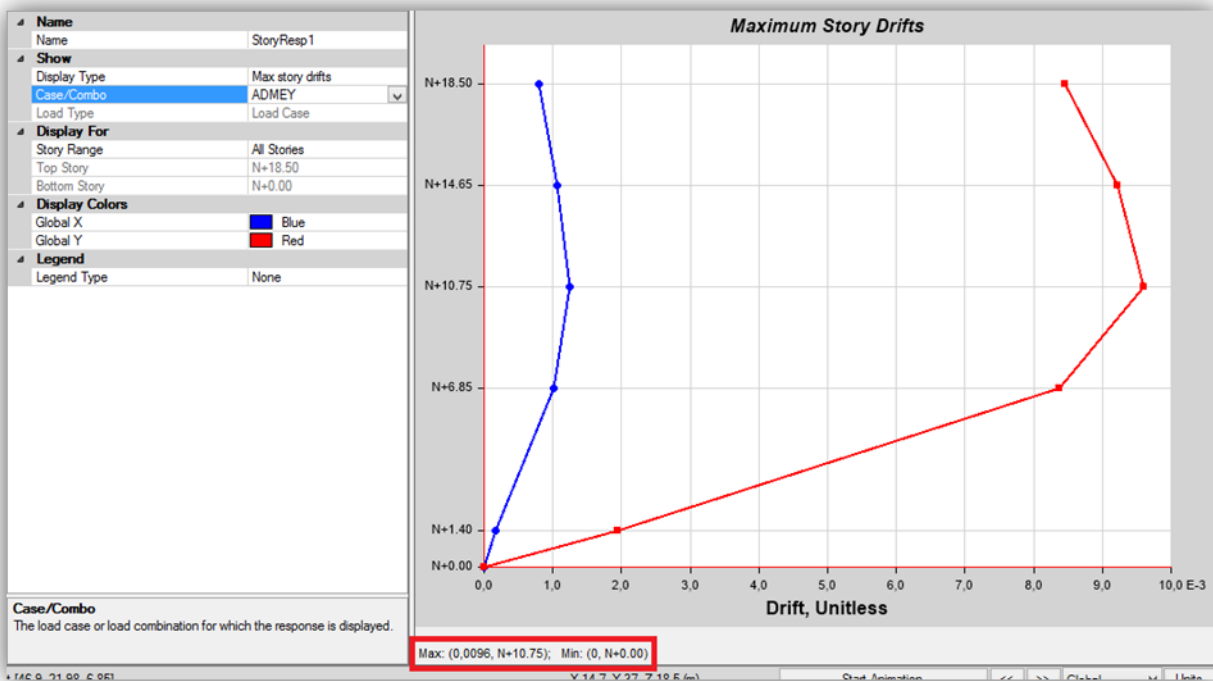 Name
Name StoryResp1
Show
Display Type Max story drifts
Case/Combo ADMEY
Load Type Load Case
Display For
Story Range All Stories
Top Story N+18.50
Bottom Story N+0.00
Display Colors
Global X Blue
Global Y Red
Legend
Legend Type None
Case/Combo
The load case or load combination for which the response is displayed.
Maximum Story Drifts
N+18.50
N+14.65
N+10.75
N+6.85
N+1.40
N+0.00
0,0 1,0 2,0 3,0 4,0 5,0 6,0 7,0 8,0 9,0 10,0 E-3
Drift, Unitless
Max: (0,0096, N+10.75); Min: (0, N+0.00)
Start Animation << >> Global Units